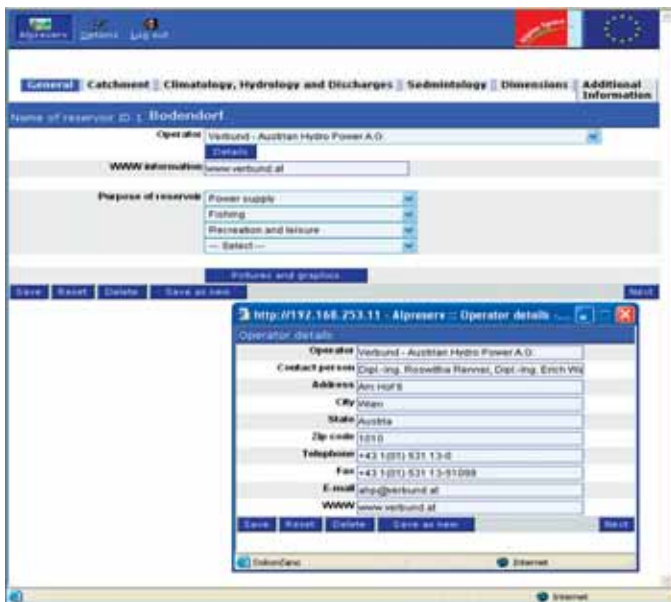 Alpreserv Options Log out
Alpine Space
General Catchment Climatology, Hydrology and Discharges Sedmintology Dimensions Additional Information
Name of reservoir ID 1 Bodendorf
Operator Verbund - Austrian Hydro Power A.G.
Details
WWW information www.verbund.at
Purpose of reservoir Power supply
Fishing
Recreation and leisure
--- Select ---
Pictures and graphics
Save Reset Delete Save as new Next
http://192.168.253.11 - Alpreserv :: Operator details -...
Operator details
Operator Verbund - Austrian Hydro Power A.G.
Contact person Dipl.-Ing. Roswitha Renner, Dipl.-Ing. Erich
Address Am Hof 6
City Wien
State Austria
Zip code 1010
Telephone +43 1(01) 531 13-0
Fax +43 1(01) 531 13-51099
E-mail ahp@verbund.at
WWW www.verbund.at
Save Reset Delete Save as new Next
Dokončano Internet
Internet